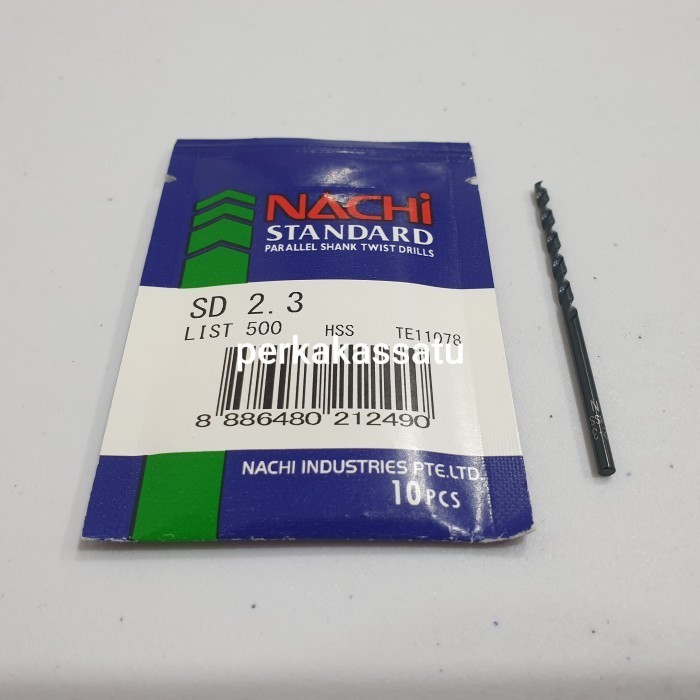 NACHi
STANDARD
PARALLEL SHANK TWIST DRILLS
SD 2.3
LIST 500 HSS TE11078
perkakassatu
8 886480 212490
NACHI INDUSTRIES PTE.LTD.
10PCS